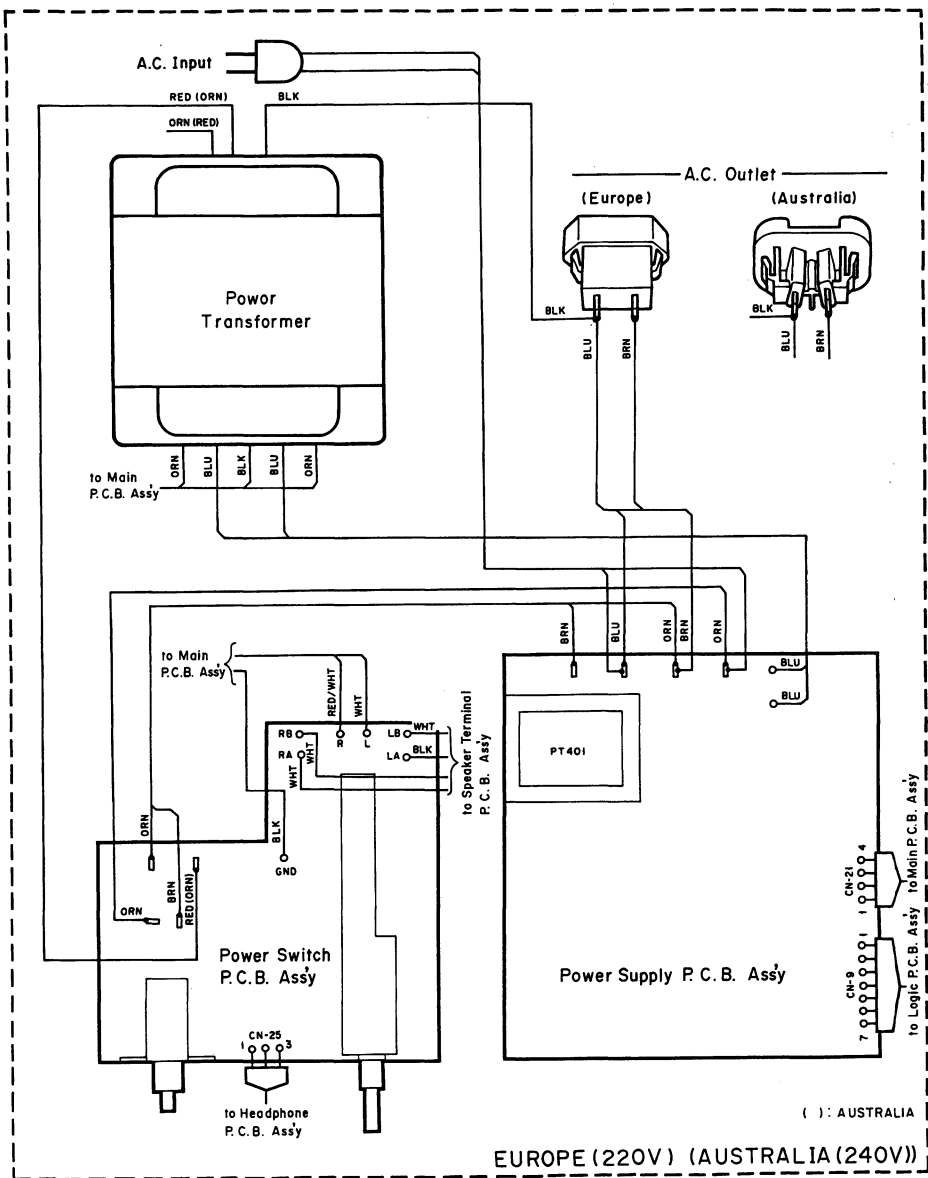 A.C. Input
RED (ORN)
BLK
ORN (RED)
A.C. Outlet
(Europe)
(Australia)
Powor
Transformer
BLK
BLU
BRN
BLK
BLU
BRN
ORN
BLU
BLK
BLU
ORN
to Main
P.C.B. Ass'y
BRN
BLU
ORN
BRN
ORN
BLU
BLU
to Main
P.C.B. Ass'y
RED/WHT
WHT
RB
R
L
LB
WHT
RA
WHT
WHT
LA
BLK
to Speaker Terminal
P.C.B. Ass'y
PT401
ORN
BLK
GND
BRN
RED(ORN)
ORN
Power Switch
P.C.B. Ass'y
Power Supply P.C.B. Ass'y
4
CN-21
1
to Main P.C.B. Ass'y
1
CN-9
7
to Logic P.C.B. Ass'y
CN-25
1
3
to Headphone
P.C.B. Ass'y
( ): AUSTRALIA
EUROPE (220V) (AUSTRALIA (240V))